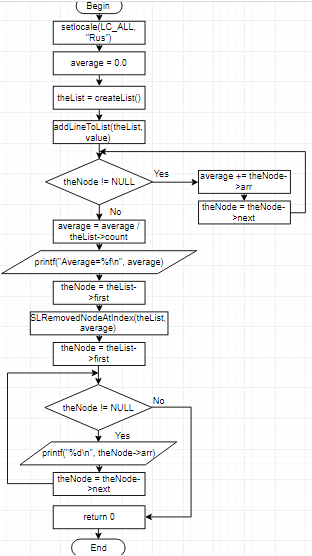 Begin
setlocale(LC_ALL,
"Rus")
average = 0.0
theList = createList()
addLineToList(theList,
value)
theNode != NULL
Yes
average += theNode-
>arr
theNode = theNode-
>next
No
average = average /
theList->count
printf("Average=%f\n", average)
theNode = theList-
>first
SLRemovedNodeAtIndex(theList,
average)
theNode = theList-
>first
theNode != NULL
No
Yes
printf("%d\n", theNode->arr)
theNode = theNode-
>next
return 0
End